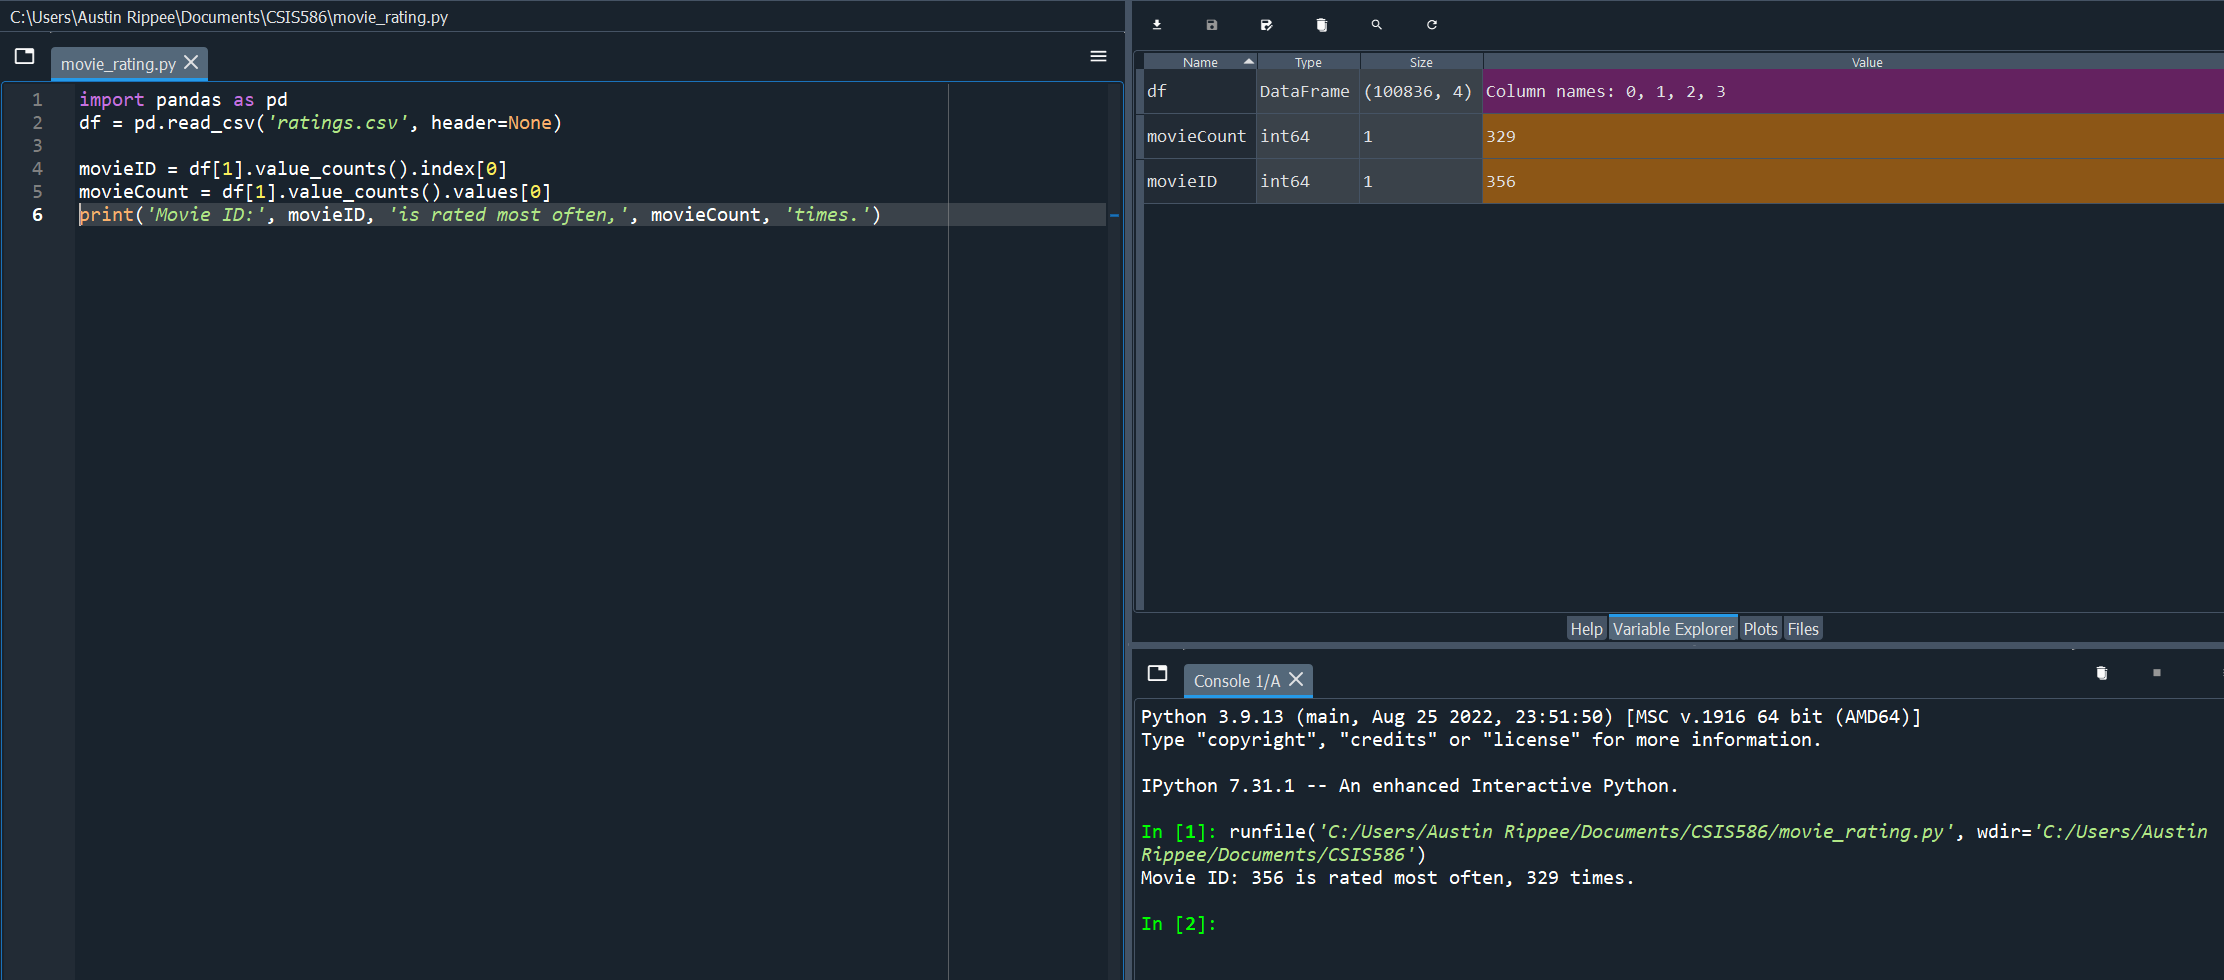 C:\Users\Austin Rippee\Documents\CSIS586\movie_rating.py
movie_rating.py
1 import pandas as pd
2 df = pd.read_csv('ratings.csv', header=None)
3
4 movieID = df[1].value_counts().index[0]
5 movieCount = df[1].value_counts().values[0]
6 print('Movie ID:', movieID, 'is rated most often,', movieCount, 'times.')
Name Type Size Value
df DataFrame (100836, 4) Column names: 0, 1, 2, 3
movieCount int64 1 329
movieID int64 1 356
Help Variable Explorer Plots Files
Console 1/A
Python 3.9.13 (main, Aug 25 2022, 23:51:50) [MSC v.1916 64 bit (AMD64)]
Type "copyright", "credits" or "license" for more information.
IPython 7.31.1 -- An enhanced Interactive Python.
In [1]: runfile('C:/Users/Austin Rippee/Documents/CSIS586/movie_rating.py', wdir='C:/Users/Austin
Rippee/Documents/CSIS586')
Movie ID: 356 is rated most often, 329 times.
In [2]: